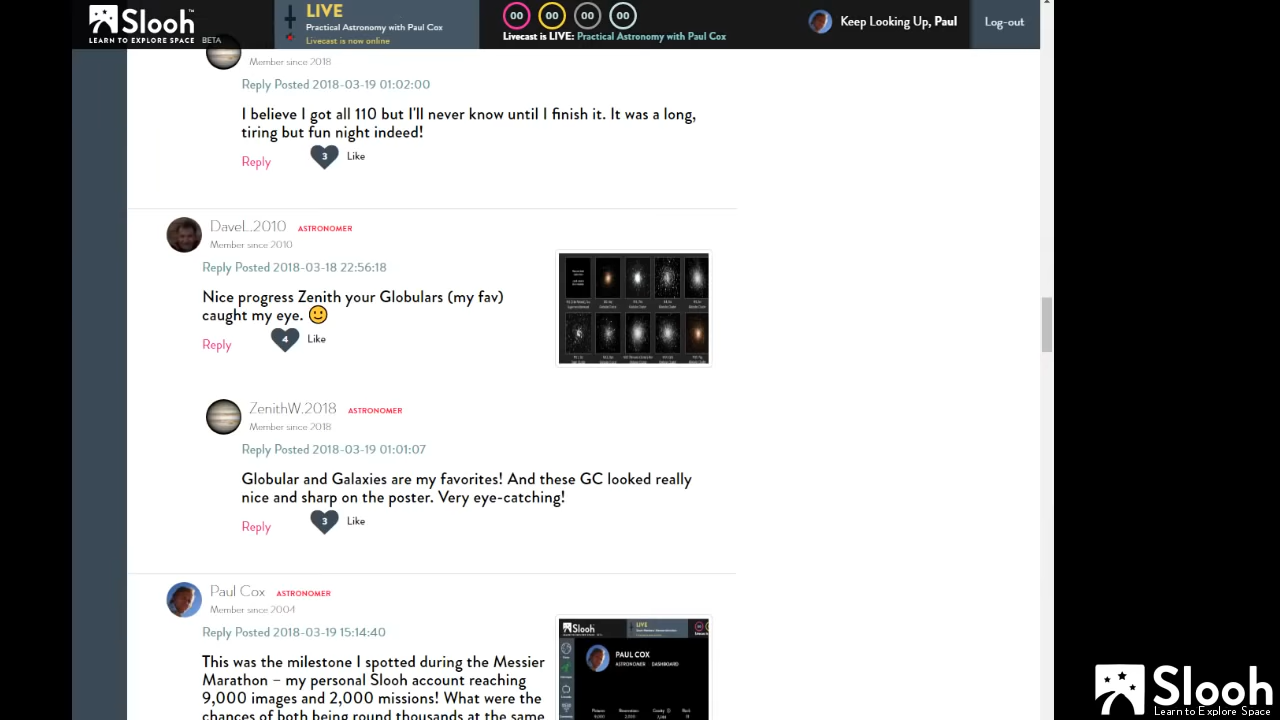 Slooh
LEARN TO EXPLORE SPACE BETA
LIVE
Practical Astronomy with Paul Cox
Livecast is now online
00 00 00 00
Livecast is LIVE: Practical Astronomy with Paul Cox
Keep Looking Up, Paul
Log-out
Member since 2018
Reply Posted 2018-03-19 01:02:00
I believe I got all 110 but I'll never know until I finish it. It was a long,
tiring but fun night indeed!
Reply 3 Like
DaveL.2010 ASTRONOMER
Member since 2010
Reply Posted 2018-03-18 22:56:18
Nice progress Zenith your Globulars (my fav)
caught my eye. 🙂
Reply 4 Like
ZenithW.2018 ASTRONOMER
Member since 2018
Reply Posted 2018-03-19 01:01:07
Globular and Galaxies are my favorites! And these GC looked really
nice and sharp on the poster. Very eye-catching!
Reply 3 Like
Paul Cox ASTRONOMER
Member since 2004
Reply Posted 2018-03-19 15:14:40
This was the milestone I spotted during the Messier
Marathon – my personal Slooh account reaching
9,000 images and 2,000 missions! What were the
chances of both being round thousands at the same
Slooh
LIVE
PAUL COX
ASTRONOMER DASHBOARD
Slooh
Learn to Explore Space